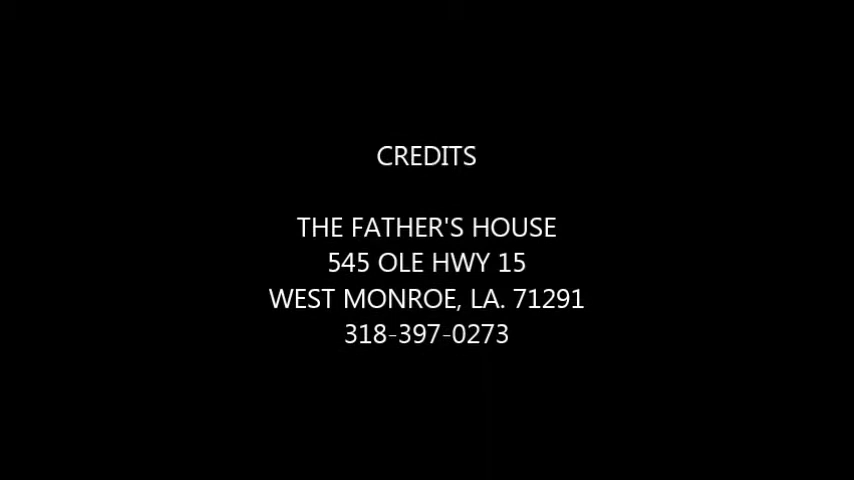 CREDITS
THE FATHER'S HOUSE
545 OLE HWY 15
WEST MONROE, LA. 71291
318-397-0273